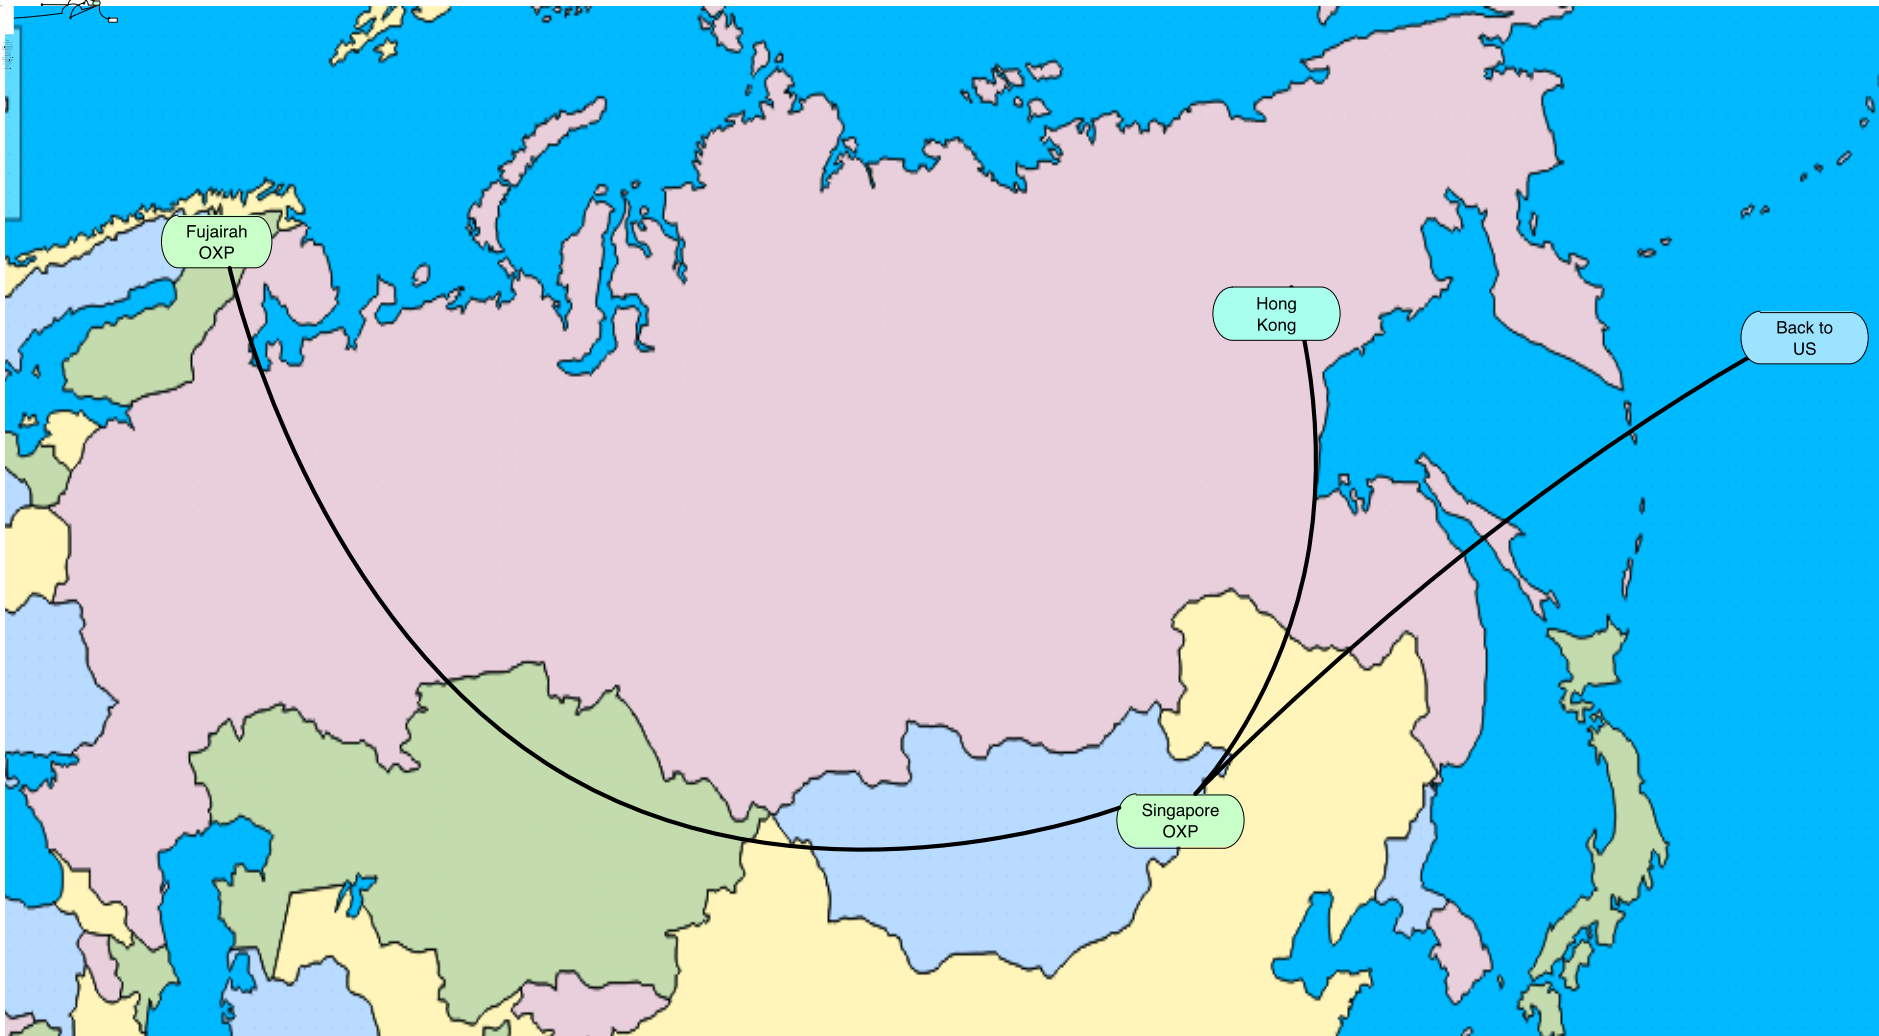 Fujairah
OXP
Hong
Kong
Back to
US
Singapore
OXP